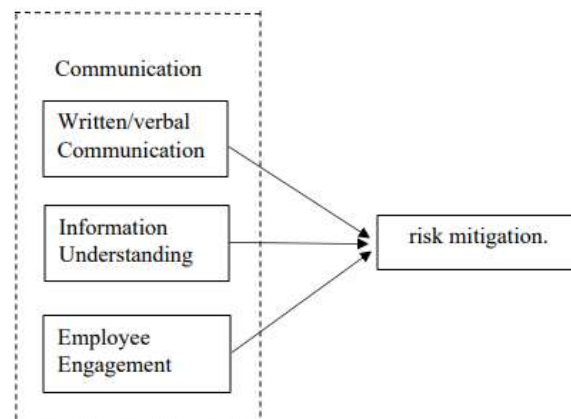 Communication
Written/verbal
Communication
Information
Understanding
risk mitigation.
Employee
Engagement